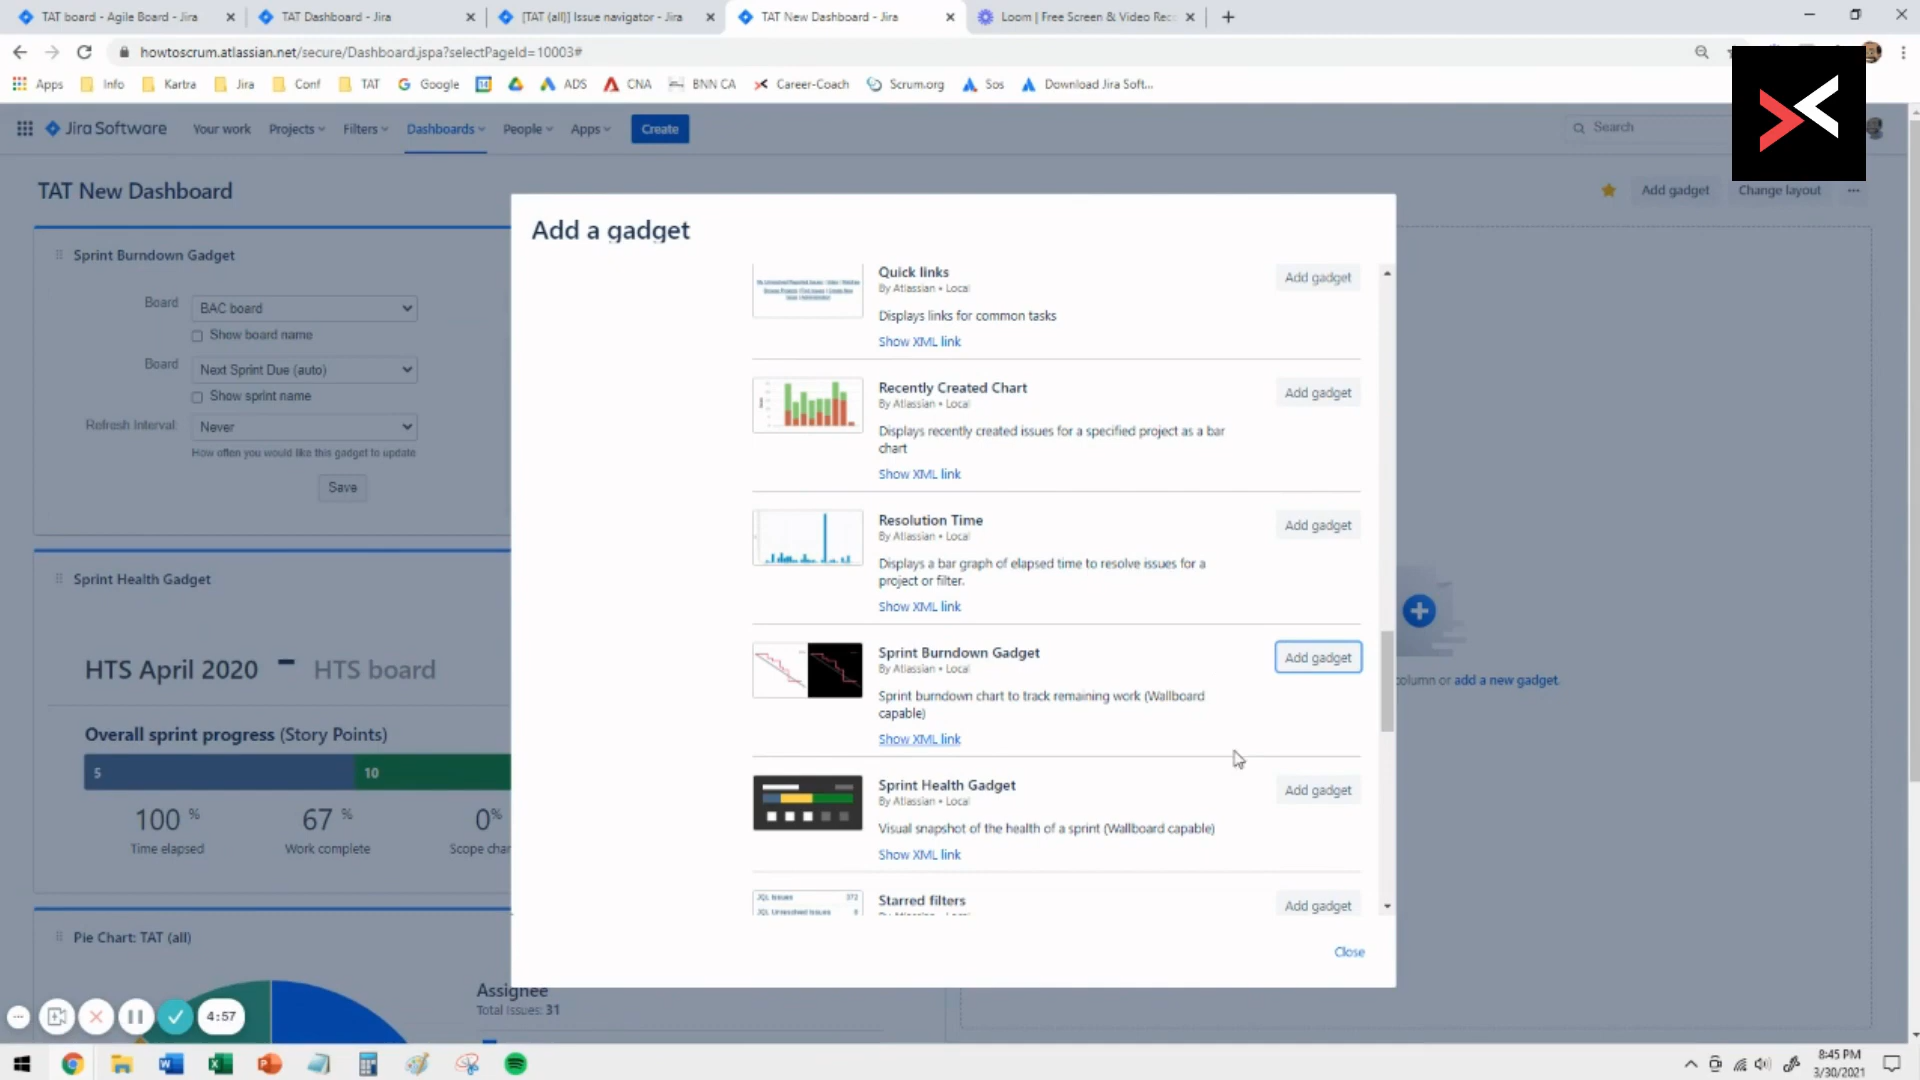 TAT board - Agile Board - Jira
TAT Dashboard - Jira
[TAT (all)] Issue navigator - Jira
TAT New Dashboard - Jira
Loom | Free Screen & Video Rec
howtoscrum.atlassian.net/secure/Dashboard.jspa?selectPageId=10003#
Apps Info Kartra Jira Conf TAT Google 14 ADS CNA BNN CA Career-Coach Scrum.org Sos Download Jira Soft...
Jira Software Your work Projects Filters Dashboards People Apps Create Search
TAT New Dashboard
Add gadget Change layout
Sprint Burndown Gadget
Board BAC board
Show board name
Board Next Sprint Due (auto)
Show sprint name
Refresh Interval: Never
How often you would like this gadget to update
Save
Sprint Health Gadget
HTS April 2020 - HTS board
Overall sprint progress (Story Points)
5 10
100 % 67 % 0%
Time elapsed Work complete Scope chan
Pie Chart: TAT (all)
Assignee
Total Issues: 31
Add a gadget
Quick links
By Atlassian • Local
Displays links for common tasks
Show XML link
Add gadget
Recently Created Chart
By Atlassian • Local
Displays recently created issues for a specified project as a bar
chart
Show XML link
Add gadget
Resolution Time
By Atlassian • Local
Displays a bar graph of elapsed time to resolve issues for a
project or filter.
Show XML link
Add gadget
Sprint Burndown Gadget
By Atlassian • Local
Sprint burndown chart to track remaining work (Wallboard
capable)
Show XML link
Add gadget
Sprint Health Gadget
By Atlassian • Local
Visual snapshot of the health of a sprint (Wallboard capable)
Show XML link
Add gadget
JQL Issues 372
JQL Unresolved Issues
Starred filters
Add gadget
Close
column or add a new gadget.
4:57
8:45 PM
3/30/2021